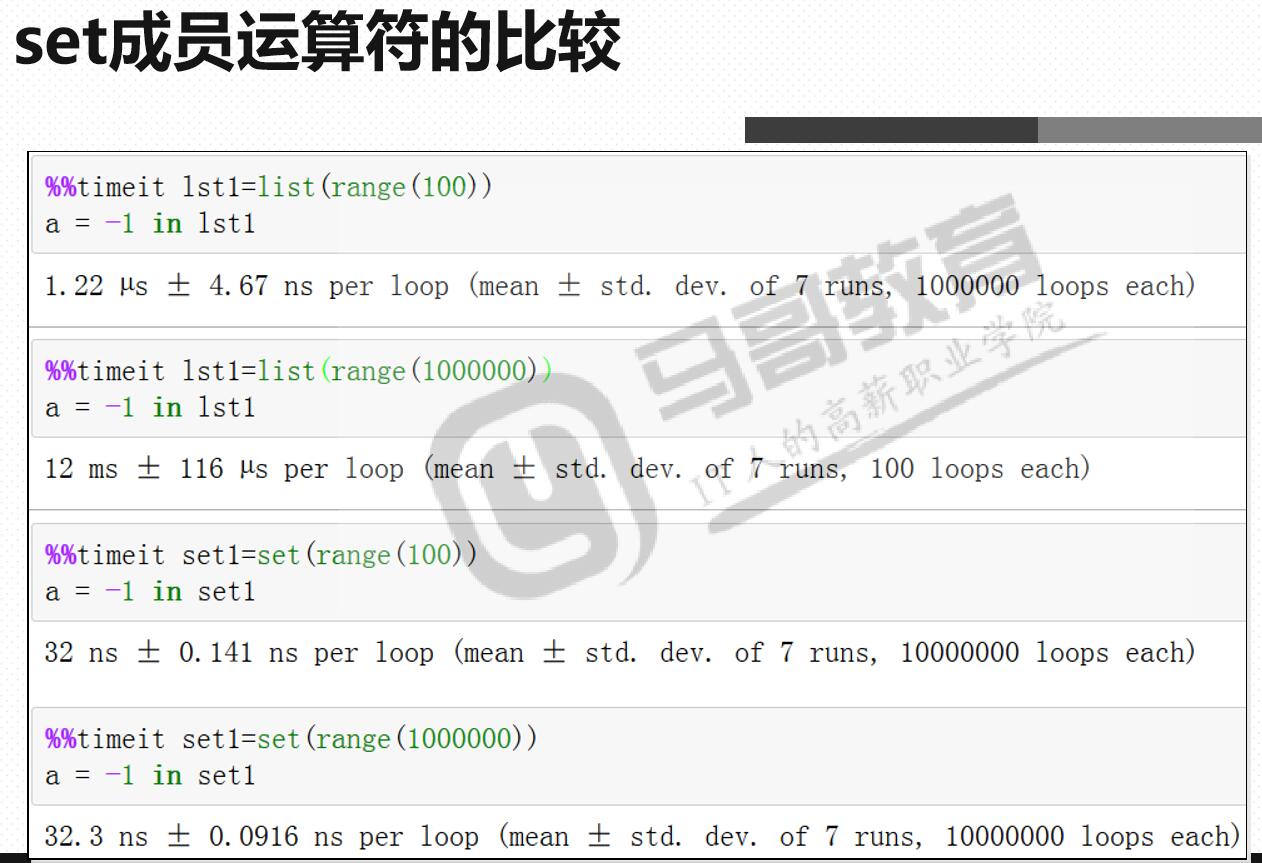 set成员运算符的比较
%%timeit lst1=list(range(100))
a = -1 in lst1
1.22 μs ± 4.67 ns per loop (mean ± std. dev. of 7 runs, 1000000 loops each)
%%timeit lst1=list(range(1000000))
a = -1 in lst1
12 ms ± 116 μs per loop (mean ± std. dev. of 7 runs, 100 loops each)
%%timeit set1=set(range(100))
a = -1 in set1
32 ns ± 0.141 ns per loop (mean ± std. dev. of 7 runs, 10000000 loops each)
%%timeit set1=set(range(1000000))
a = -1 in set1
32.3 ns ± 0.0916 ns per loop (mean ± std. dev. of 7 runs, 10000000 loops each)
马哥教育
IT人的高薪职业学院